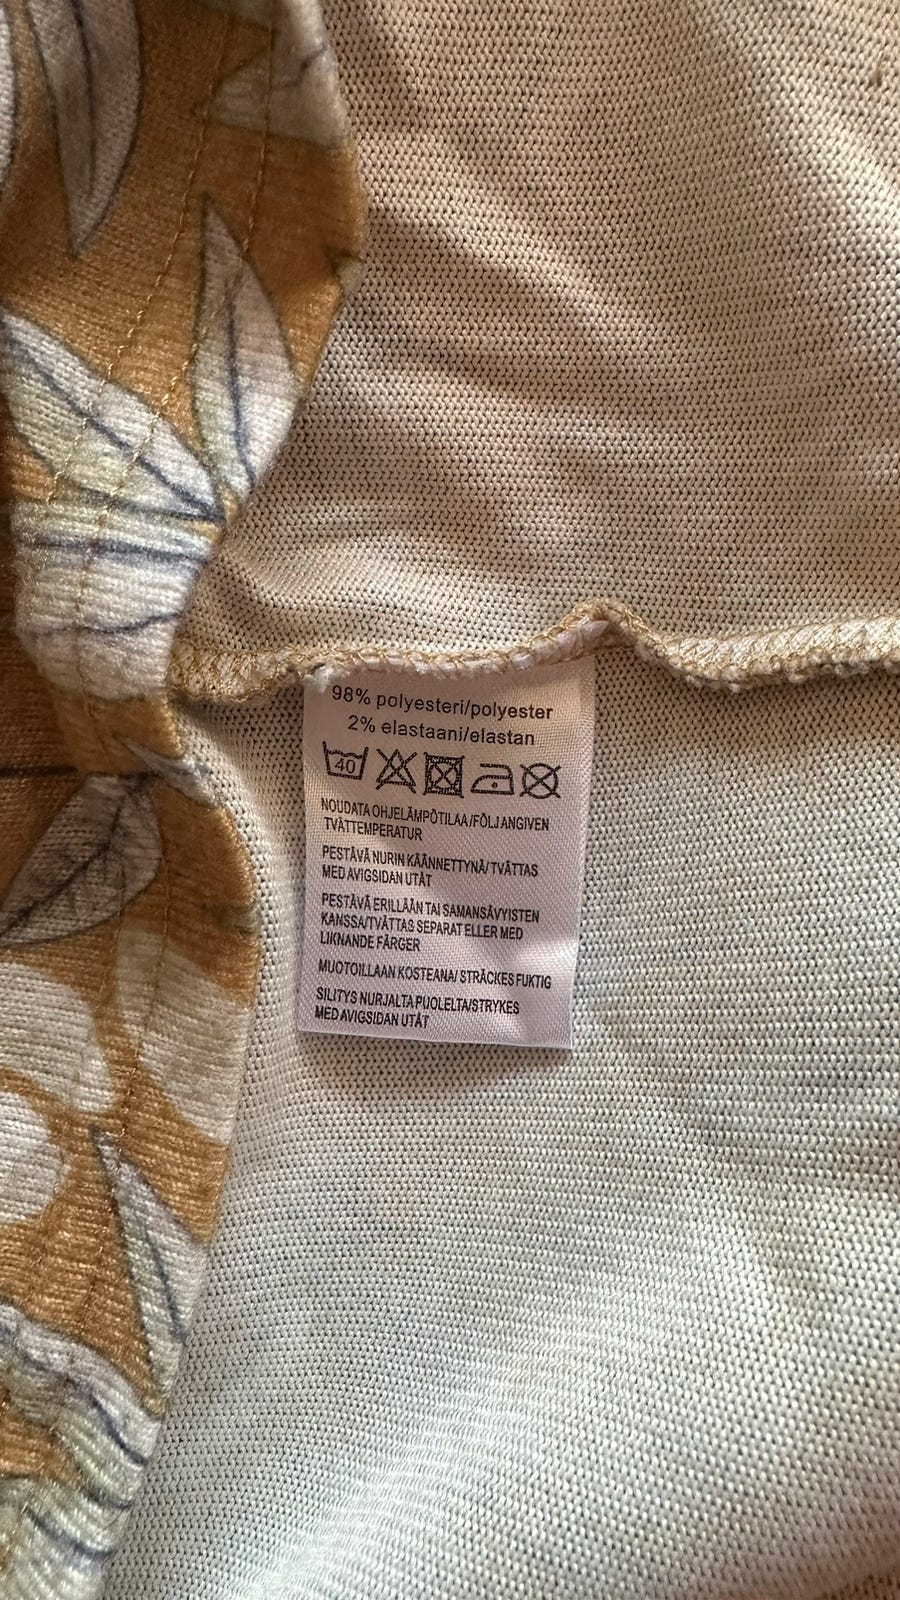 98% polyesteri/polyester
2% elastaani/elastan
40
NOUDATA OHJELÄMPÖTILAA/FÖLJ ANGIVEN
TVÄTTEMPERATUR
PESTÄVÄ NURIN KÄÄNNETTYNÄ/TVÄTTAS
MED AVIGSIDAN UTÅT
PESTÄVÄ ERILLÄÄN TAI SAMANSÄVYISTEN
KANSSA/TVÄTTAS SEPARAT ELLER MED
LIKNANDE FÄRGER
MUOTOILLAAN KOSTEANA/ STRÄCKES FUKTIG
SILITYS NURJALTA PUOLELTA/STRYKES
MED AVIGSIDAN UTÅT